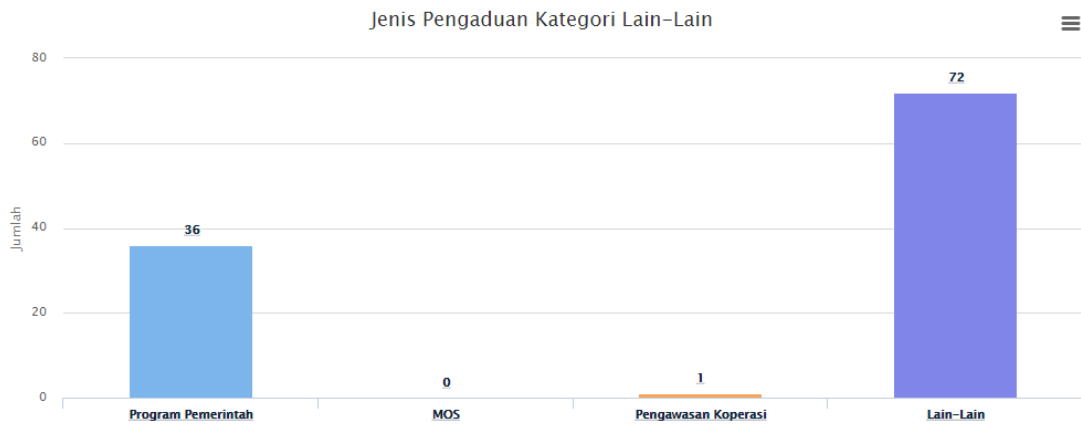 Jenis Pengaduan Kategori Lain-Lain
80
60
40
20
0
Jumlah
36
0
1
72
Program Pemerintah
MOS
Pengawasan Koperasi
Lain-Lain